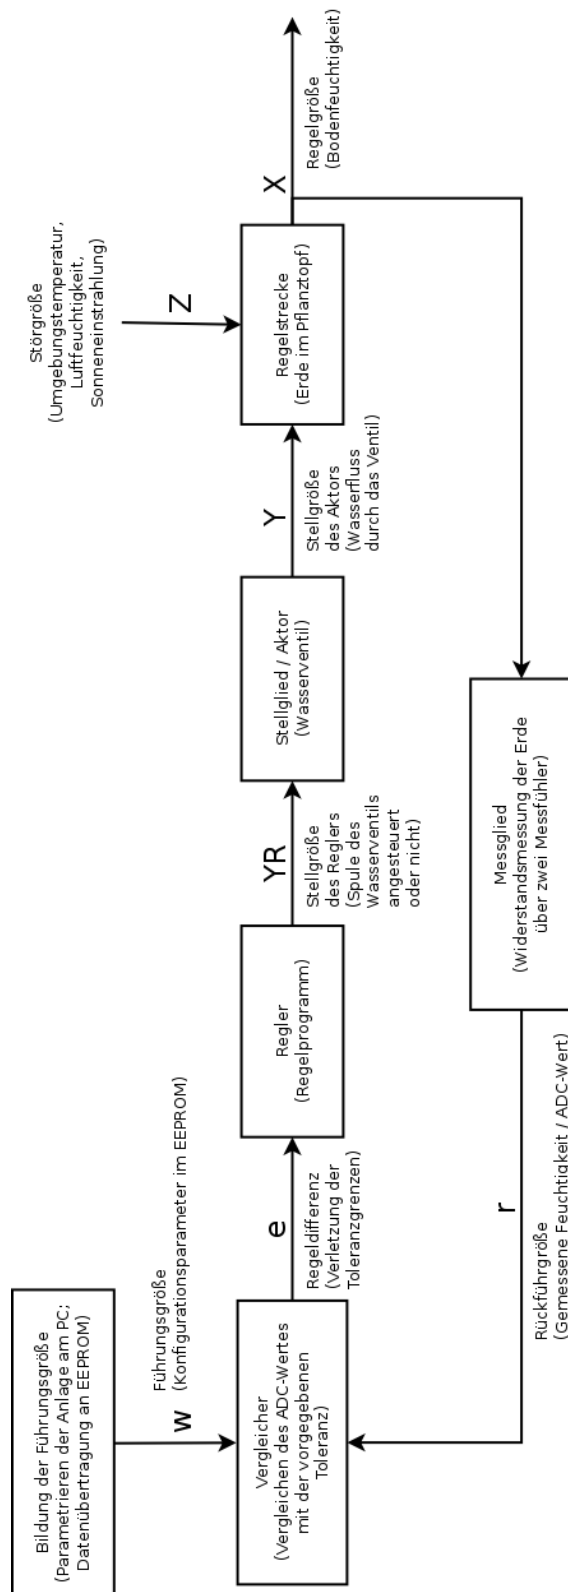 Bildung der Führungsgröße
(Parametrieren der Anlage am PC;
Datenübertragung an EEPROM)
w
Führungsgröße
(Konfigurationsparameter im EEPROM)
Vergleicher
(Vergleichen des ADC-Wertes
mit der vorgegebenen
Toleranz)
e
Regeldifferenz
(Verletzung der
Toleranzgrenzen)
Regler
(Regelprogramm)
YR
Stellgröße
des Reglers
(Spule des
Wasserventils
angesteuert
oder nicht)
Stellglied / Aktor
(Wasserventil)
Y
Stellgröße
des Aktors
(Wasserfluss
durch das Ventil)
Störgröße
(Umgebungstemperatur,
Luftfeuchtigkeit,
Sonneneinstrahlung)
Z
Regelstrecke
(Erde im Pflanztopf)
X
Regelgröße
(Bodenfeuchtigkeit)
Messglied
(Widerstandsmessung der Erde
über zwei Messfühler)
r
Rückführgröße
(Gemessene Feuchtigkeit / ADC-Wert)